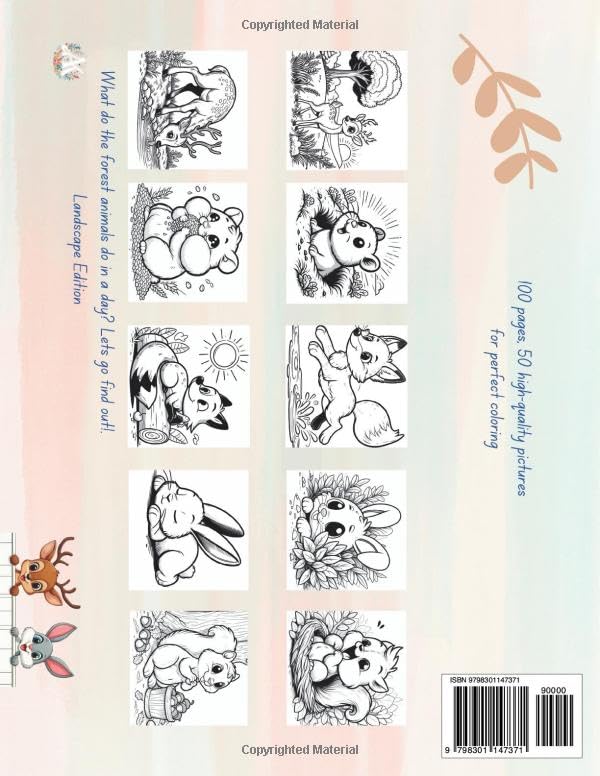 100 pages, 50 high-quality pictures
for perfect coloring
90000
ISBN 9798301147371
9 798301 147371
Copyrighted Material
Copyrighted Material
What do the forest animals do in a day? Lets go find out!.
Landscape Edition
AK